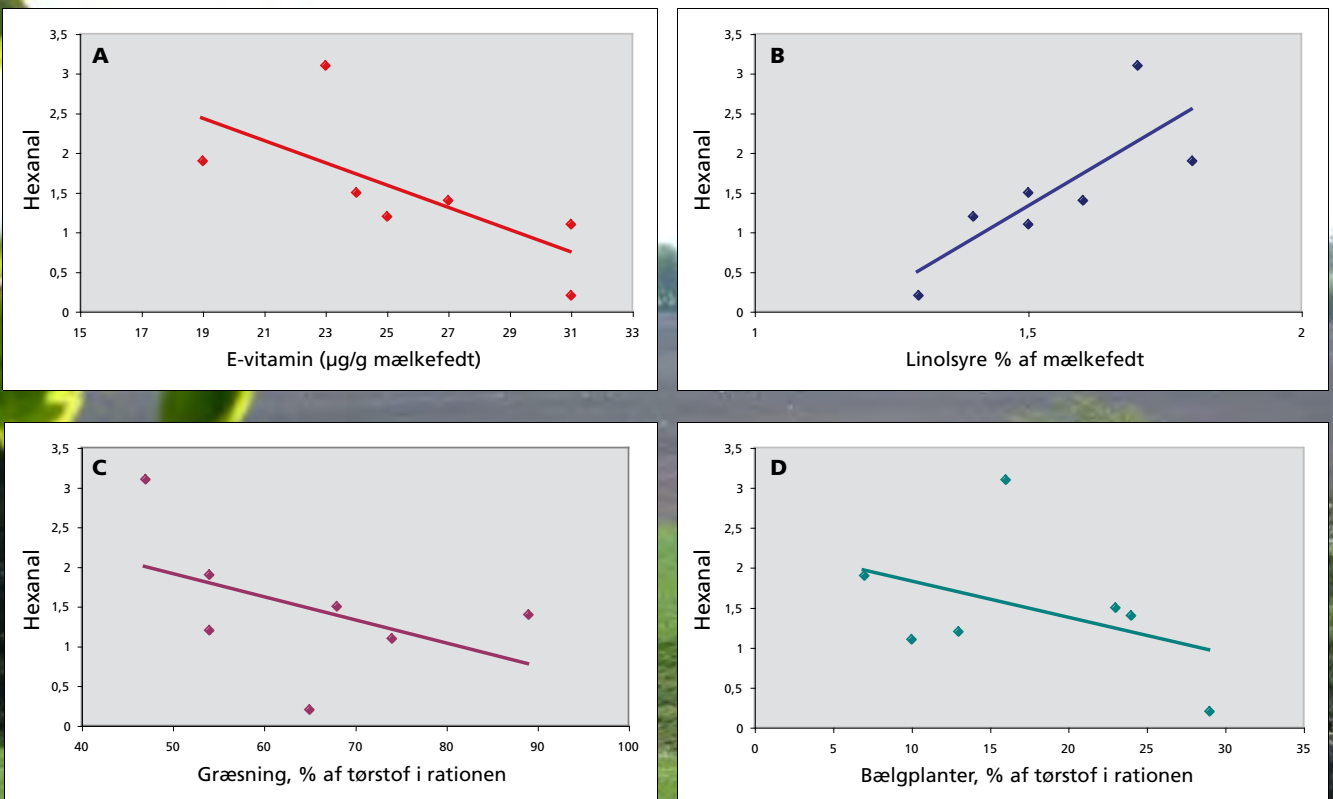 A
3,5
3
2,5
2
1,5
1
0,5
0
Hexanal
15 17 19 21 23 25 27 29 31 33
E-vitamin (µg/g mælkefedt)
B
3,5
3
2,5
2
1,5
1
0,5
0
Hexanal
1 1,5 2
Linolsyre % af mælkefedt
C
3,5
3
2,5
2
1,5
1
0,5
0
Hexanal
40 50 60 70 80 90 100
Græsning, % af tørstof i rationen
D
3,5
3
2,5
2
1,5
1
0,5
0
Hexanal
0 5 10 15 20 25 30 35
Bælgplanter, % af tørstof i rationen